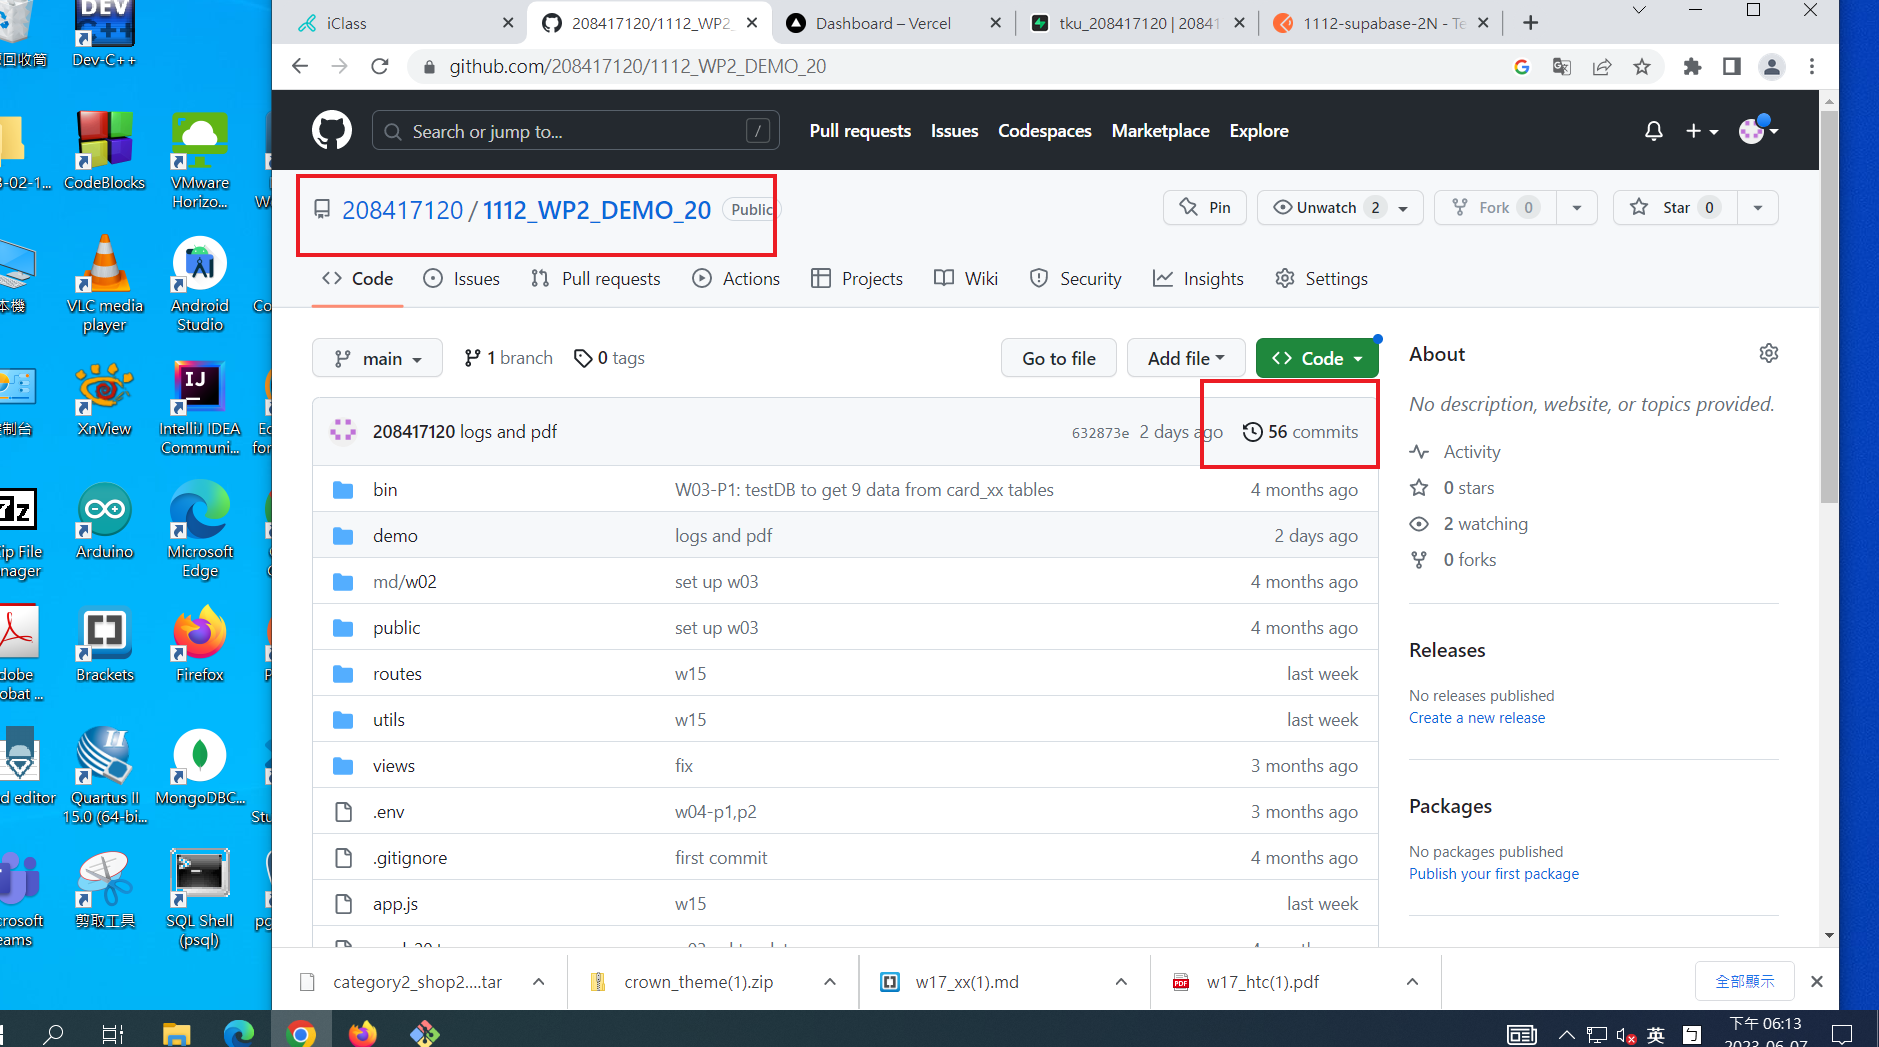 iClass
208417120/1112_WP2_
Dashboard – Vercel
tku_208417120 | 20841
1112-supabase-2N - Te
github.com/208417120/1112_WP2_DEMO_20
Search or jump to...
/
Pull requests
Issues
Codespaces
Marketplace
Explore
208417120 / 1112_WP2_DEMO_20
Public
Pin
Unwatch 2
Fork 0
Star 0
Code
Issues
Pull requests
Actions
Projects
Wiki
Security
Insights
Settings
main
1 branch
0 tags
Go to file
Add file
Code
208417120 logs and pdf
632873e 2 days ago
56 commits
bin W03-P1: testDB to get 9 data from card_xx tables 4 months ago
demo logs and pdf 2 days ago
md/w02 set up w03 4 months ago
public set up w03 4 months ago
routes w15 last week
utils w15 last week
views fix 3 months ago
.env w04-p1,p2 3 months ago
.gitignore first commit 4 months ago
app.js w15 last week
About
No description, website, or topics provided.
Activity
0 stars
2 watching
0 forks
Releases
No releases published
Create a new release
Packages
No packages published
Publish your first package
category2_shop2....tar
crown_theme(1).zip
w17_xx(1).md
w17_htc(1).pdf
全部顯示
回收筒
DEV
Dev-C++
3-02-1...
CodeBlocks
VMware
Horizo...
本機
VLC media
player
Android
Studio
Co
制台
XnView
IJ
IntelliJ IDEA
Communi...
Ec
for
7z
ip File
nager
Arduino
Microsoft
Edge
dobe
obat ...
Brackets
Firefox
d editor
Quartus II
15.0 (64-bi...
MongoDBC...
Stu
crosoft
eams
剪取工具
SQL Shell
(psql)
pg
英
下午 06:13
2023-06-07